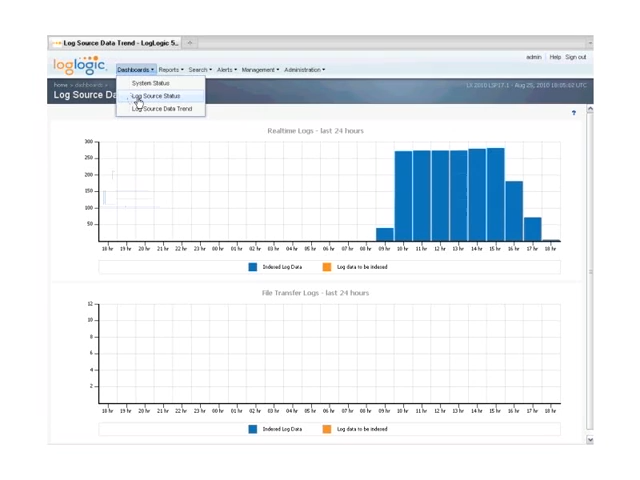 Log Source Data Trend - LogLogic 5...
loglogic
admin Help Sign out
Dashboards Reports Search Alerts Management Administration
System Status
home > dashboards >
Log Source Da
Log Source Status
Log Source Data Trend
Realtime Logs - last 24 hours
300
250
200
150
100
50
18 hr 19 hr 20 hr 21 hr 22 hr 23 hr 00 hr 01 hr 02 hr 03 hr 04 hr 05 hr 06 hr 07 hr 08 hr 09 hr 10 hr 11 hr 12 hr 13 hr 14 hr 15 hr 16 hr 17 hr 18 hr
Indexed Log Data Log data to be indexed
File Transfer Logs - last 24 hours
12
10
8
6
4
2
18 hr 19 hr 20 hr 21 hr 22 hr 23 hr 00 hr 01 hr 02 hr 03 hr 04 hr 05 hr 06 hr 07 hr 08 hr 09 hr 10 hr 11 hr 12 hr 13 hr 14 hr 15 hr 16 hr 17 hr 18 hr
Indexed Log Data Log data to be indexed